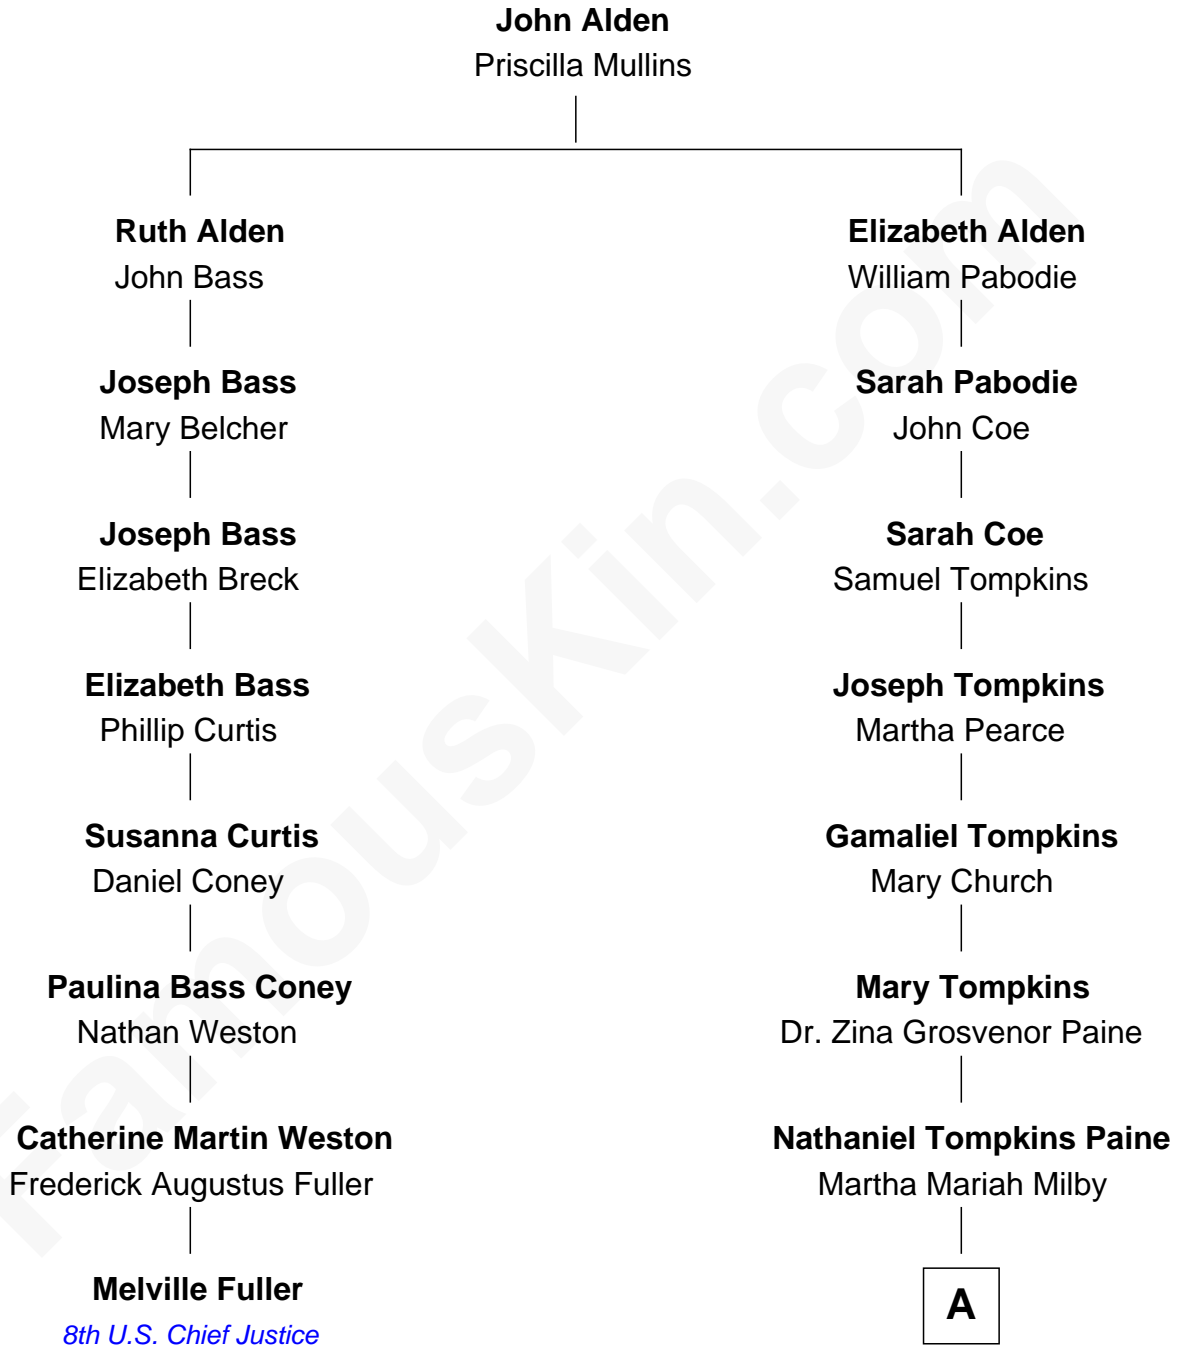 John Alden
Priscilla Mullins
Ruth Alden
John Bass
Joseph Bass
Mary Belcher
Joseph Bass
Elizabeth Breck
Elizabeth Bass
Phillip Curtis
Susanna Curtis
Daniel Coney
Paulina Bass Coney
Nathan Weston
Catherine Martin Weston
Frederick Augustus Fuller
Melville Fuller
8th U.S. Chief Justice
Elizabeth Alden
William Pabodie
Sarah Pabodie
John Coe
Sarah Coe
Samuel Tompkins
Joseph Tompkins
Martha Pearce
Gamaliel Tompkins
Mary Church
Mary Tompkins
Dr. Zina Grosvenor Paine
Nathaniel Tompkins Paine
Martha Mariah Milby
A
FamousKin.com